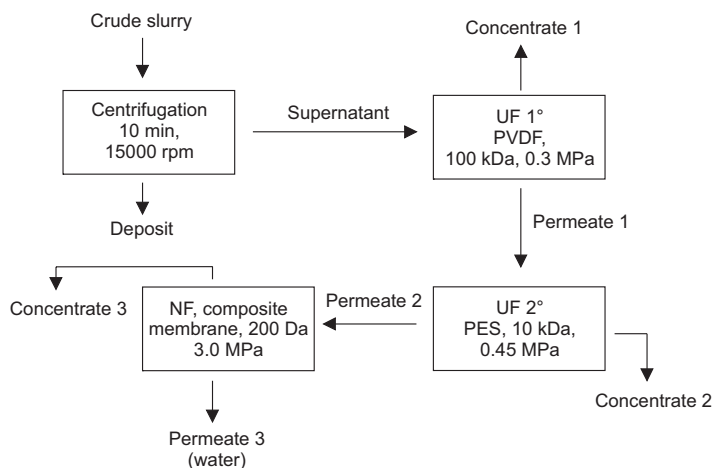 Crude slurry
Concentrate 1
Centrifugation
10 min,
15000 rpm
Supernatant
UF 1°
PVDF,
100 kDa, 0.3 MPa
Deposit
Permeate 1
Concentrate 3
NF, composite
membrane, 200 Da
3.0 MPa
Permeate 2
UF 2°
PES, 10 kDa,
0.45 MPa
Concentrate 2
Permeate 3
(water)